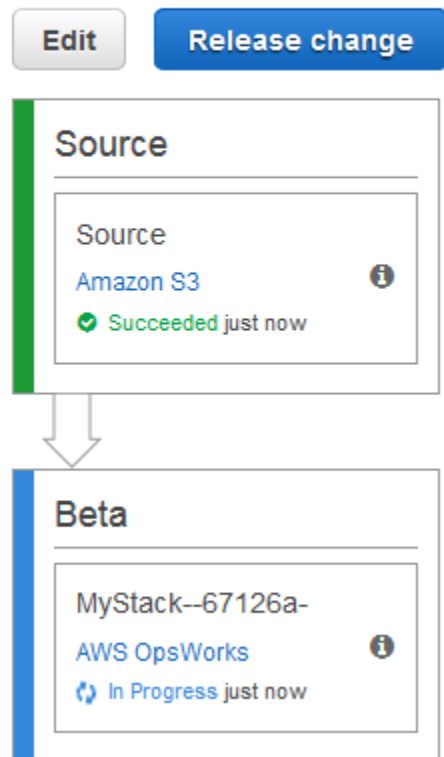 Edit
Release change
Source
Source
Amazon S3
Succeeded just now
Beta
MyStack--67126a-
AWS OpsWorks
In Progress just now